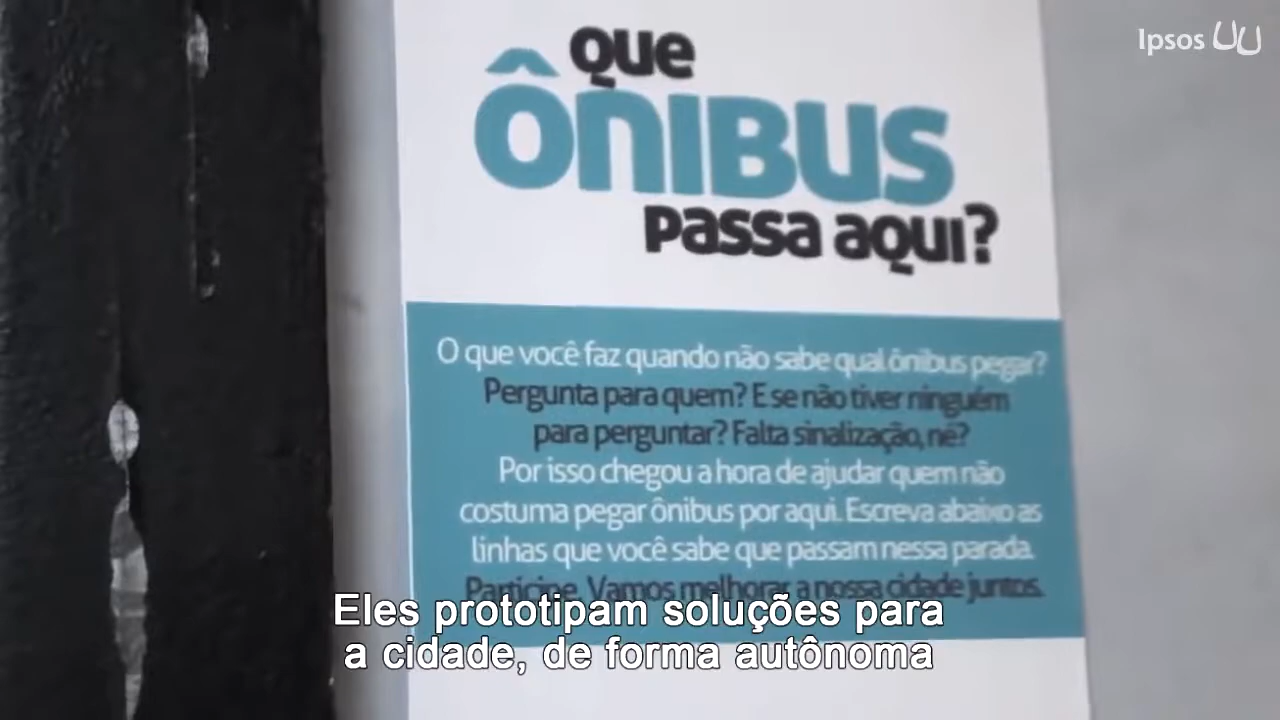 Ipsos
que
ÔNIBUS
passa aqui?
O que você faz quando não sabe qual ônibus pegar?
Pergunta para quem? E se não tiver ninguém
para perguntar? Falta sinalização, né?
Por isso chegou a hora de ajudar quem não
costuma pegar ônibus por aqui. Escreva abaixo as
linhas que você sabe que passam nessa parada.
Participe. Vamos melhorar a nossa cidade juntos.
Eles prototipam soluções para
a cidade, de forma autônoma